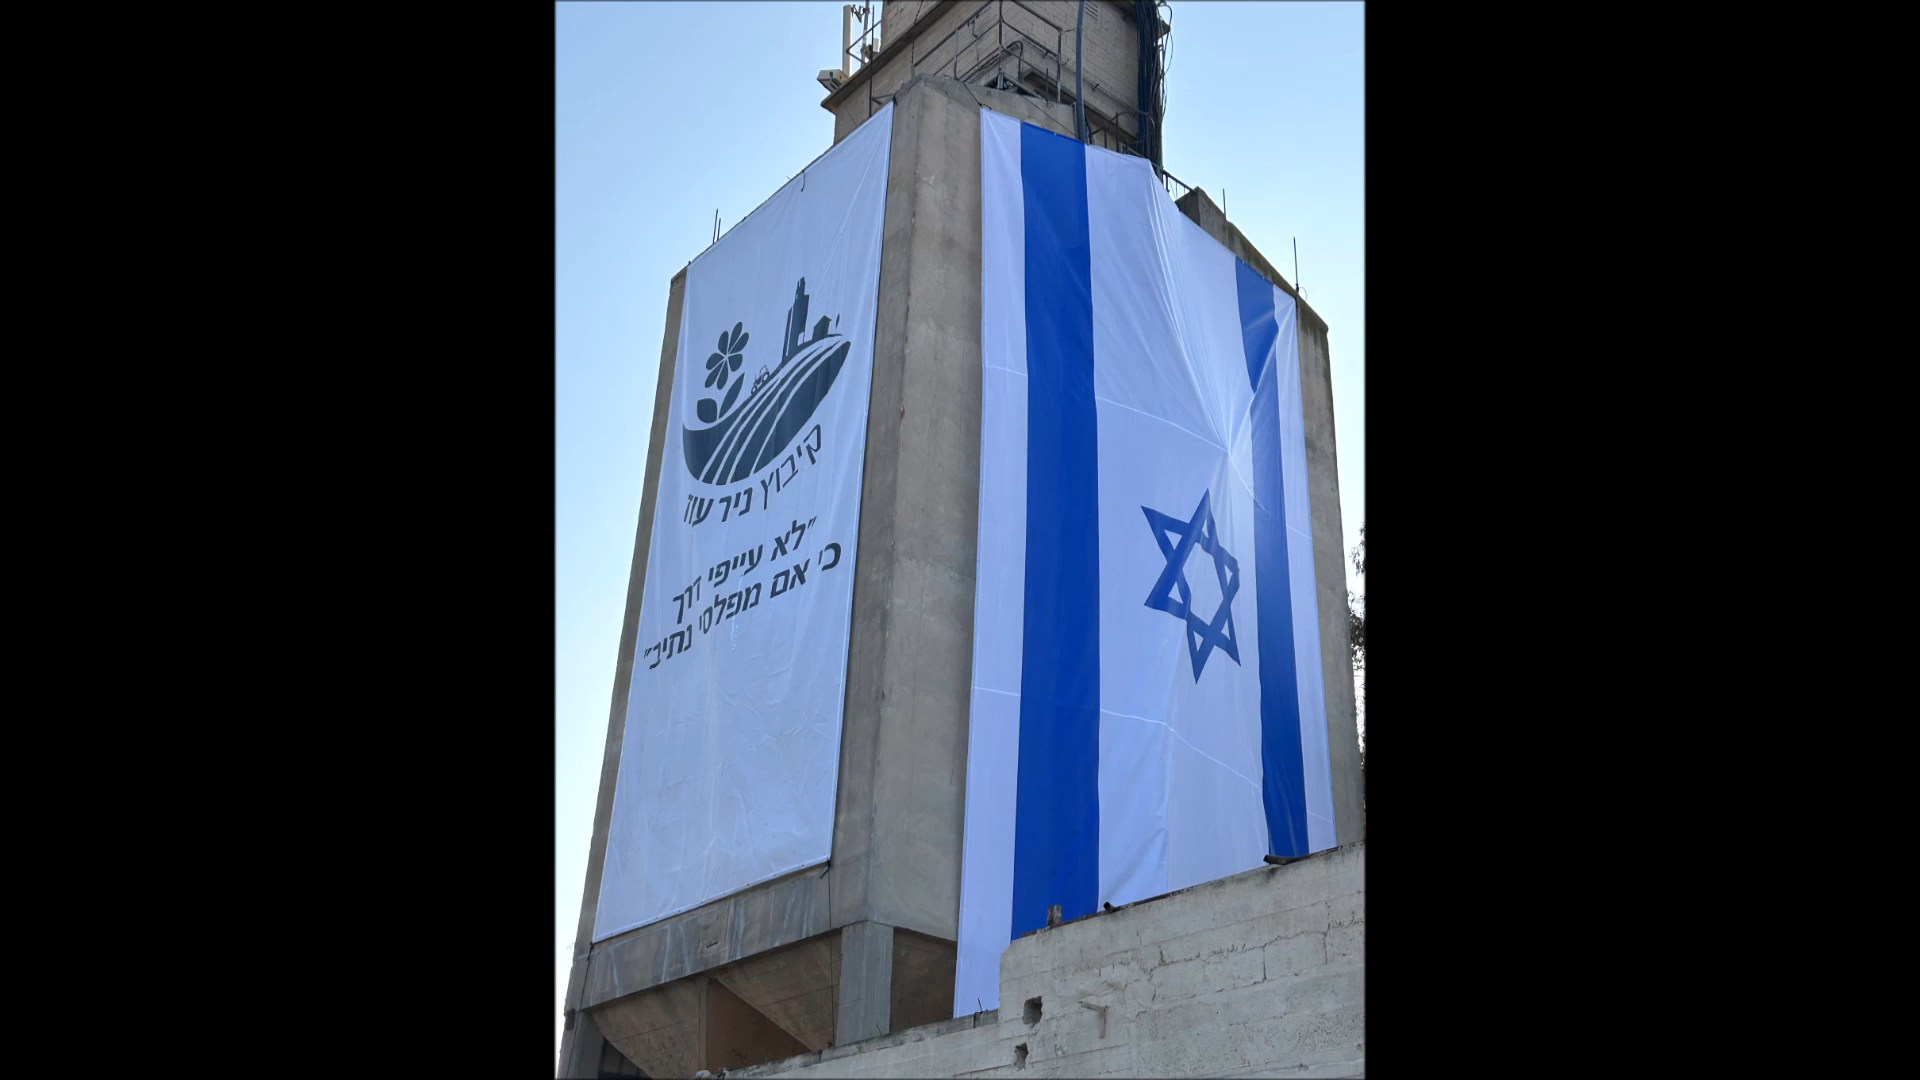 קיבוץ ניר עוז
"לא עייפי דרך
כי אם מפלסי נתיב"